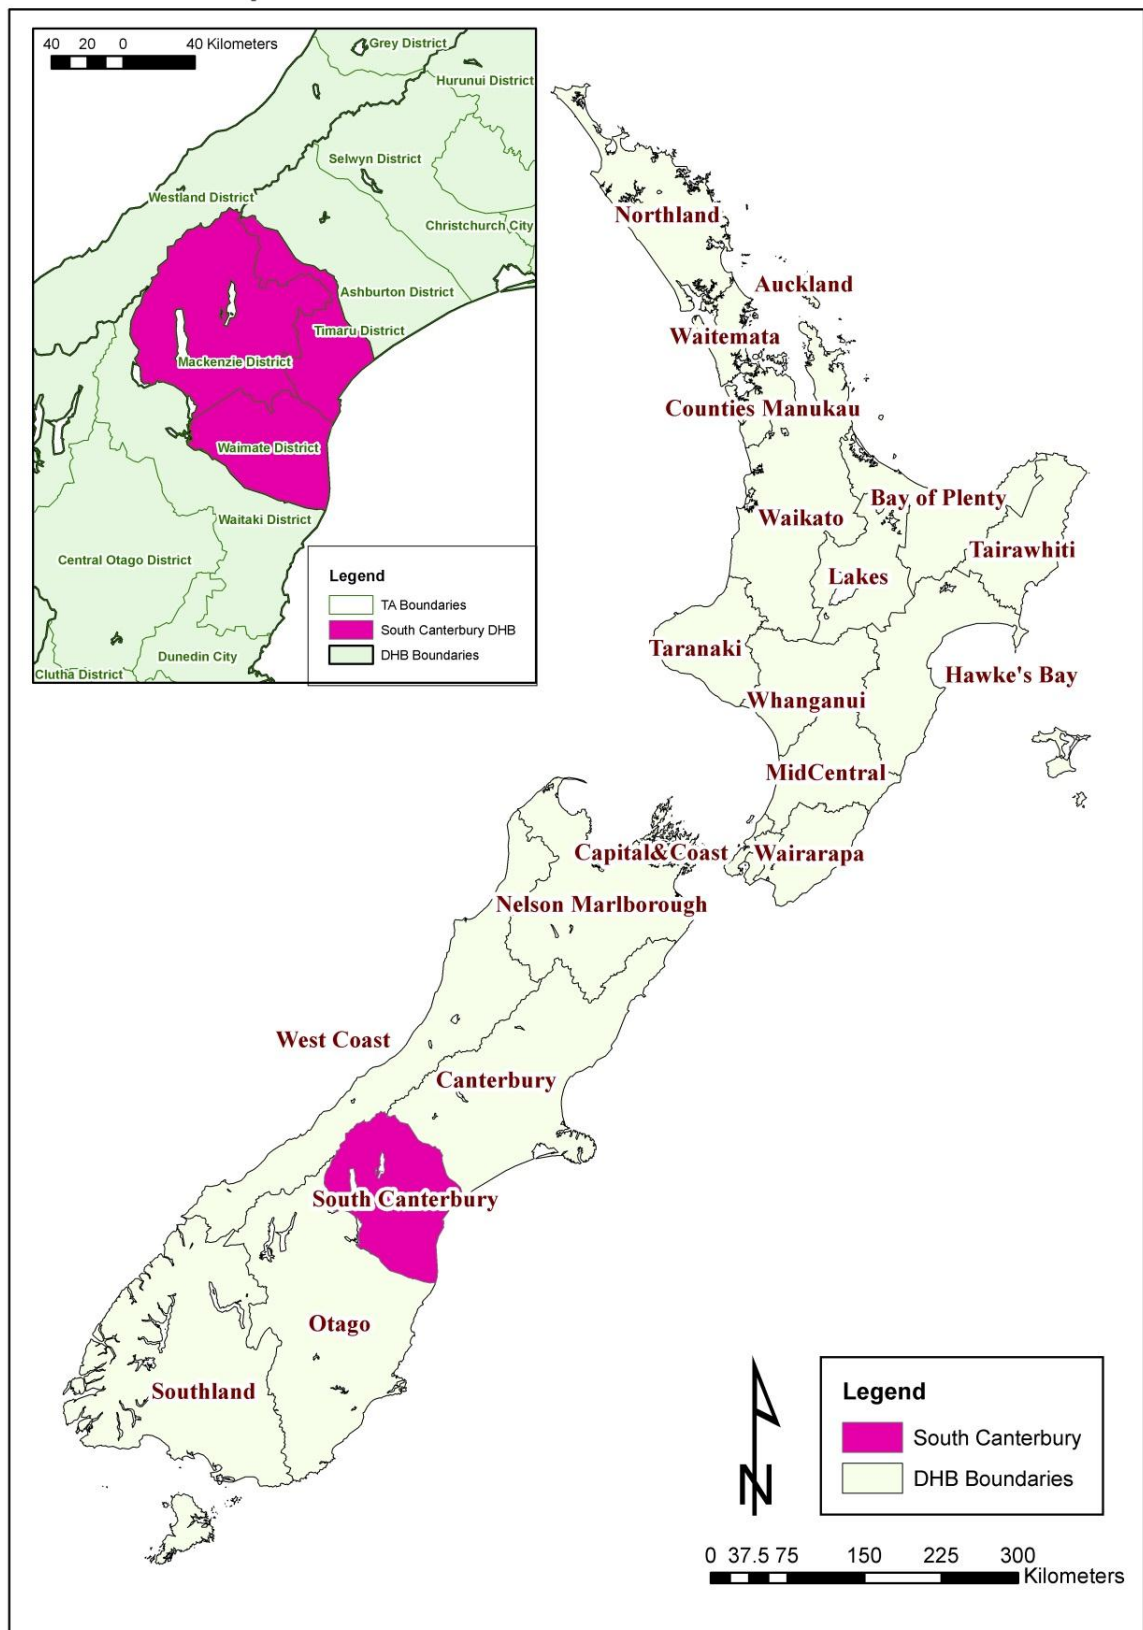 40 20 0 40 Kilometers
Grey District
Hurunui District
Selwyn District
Westland District
Christchurch City
Ashburton District
Timaru District
Mackenzie District
Waimate District
Waitaki District
Central Otago District
Dunedin City
Clutha District
Legend
TA Boundaries
South Canterbury DHB
DHB Boundaries
Northland
Auckland
Waitemata
Counties Manukau
Bay of Plenty
Waikato
Tairawhiti
Lakes
Taranaki
Hawke's Bay
Whanganui
MidCentral
Capital&Coast
Wairarapa
Nelson Marlborough
West Coast
Canterbury
South Canterbury
Otago
Southland
N
Legend
South Canterbury
DHB Boundaries
0 37.5 75 150 225 300
Kilometers